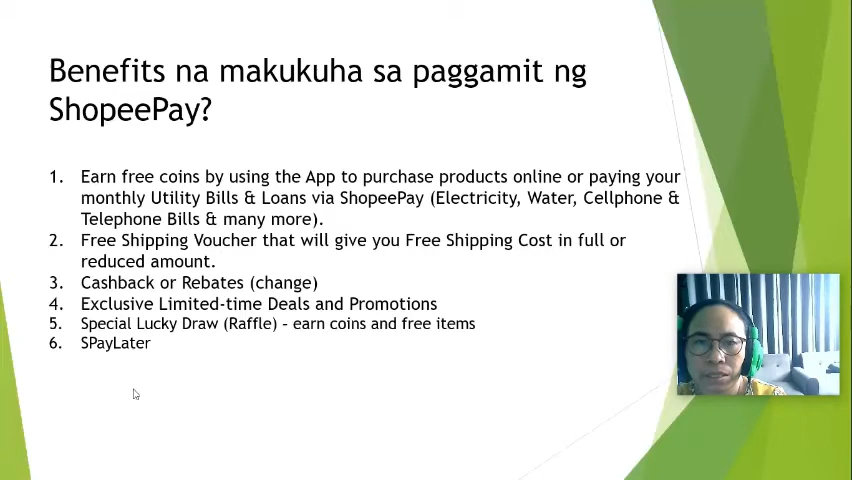 Benefits na makukuha sa paggamit ng
ShopeePay?
1. Earn free coins by using the App to purchase products online or paying your
monthly Utility Bills & Loans via ShopeePay (Electricity, Water, Cellphone &
Telephone Bills & many more).
2. Free Shipping Voucher that will give you Free Shipping Cost in full or
reduced amount.
3. Cashback or Rebates (change)
4. Exclusive Limited-time Deals and Promotions
5. Special Lucky Draw (Raffle) – earn coins and free items
6. SPayLater